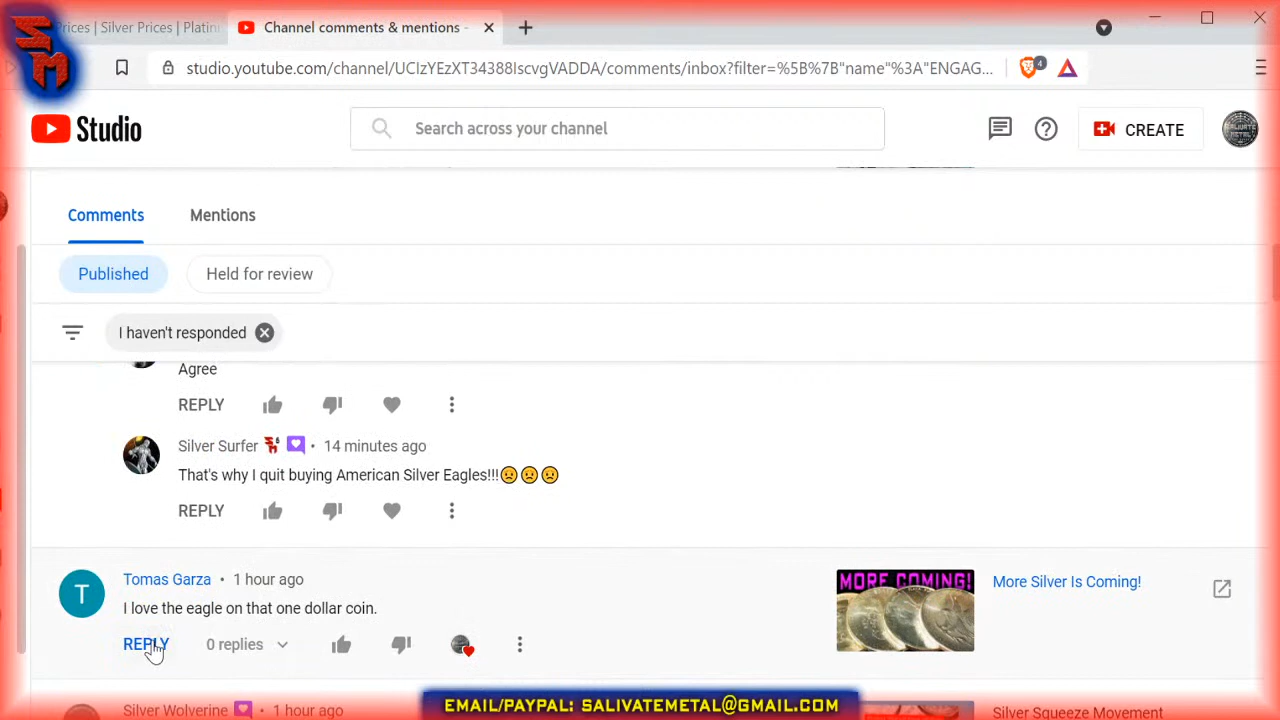 SM
Prices | Silver Prices | Platin
Channel comments & mentions -
studio.youtube.com/channel/UCIzYEzXT34388IscvgVADDA/comments/inbox?filter=%5B%7B"name"%3A"ENGAG...
4
Studio
Search across your channel
CREATE
SALIVATE
METAL
Comments
Mentions
Published
Held for review
I haven't responded
Agree
REPLY
Silver Surfer • 14 minutes ago
That's why I quit buying American Silver Eagles!!!😟😟😟
REPLY
T
Tomas Garza • 1 hour ago
I love the eagle on that one dollar coin.
REPLY 0 replies
MORE COMING!
More Silver Is Coming!
Silver Wolverine • 1 hour ago
Silver Squeeze Movement
EMAIL/PAYPAL: SALIVATEMETAL@GMAIL.COM